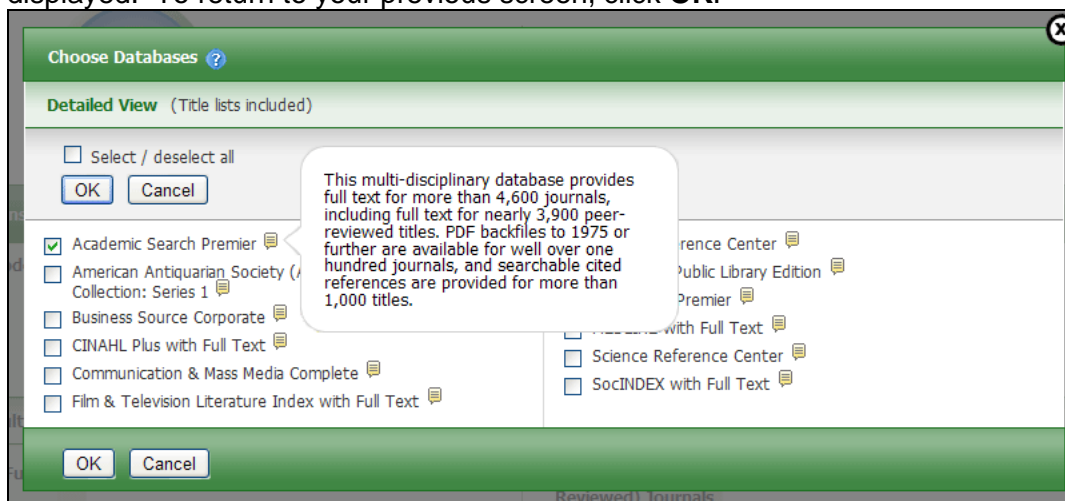 displayed. To return to your previous screen, click OK.
Choose Databases
Detailed View (Title lists included)
Select / deselect all
OK Cancel
This multi-disciplinary database provides
full text for more than 4,600 journals,
including full text for nearly 3,900 peer-
reviewed titles. PDF backfiles to 1975 or
further are available for well over one
hundred journals, and searchable cited
references are provided for more than
1,000 titles.
Academic Search Premier
American Antiquarian Society (
Collection: Series 1
Business Source Corporate
CINAHL Plus with Full Text
Communication & Mass Media Complete
Film & Television Literature Index with Full Text
rence Center
Public Library Edition
Premier
with Full Text
Science Reference Center
SocINDEX with Full Text
OK Cancel
Reviewed) Journals